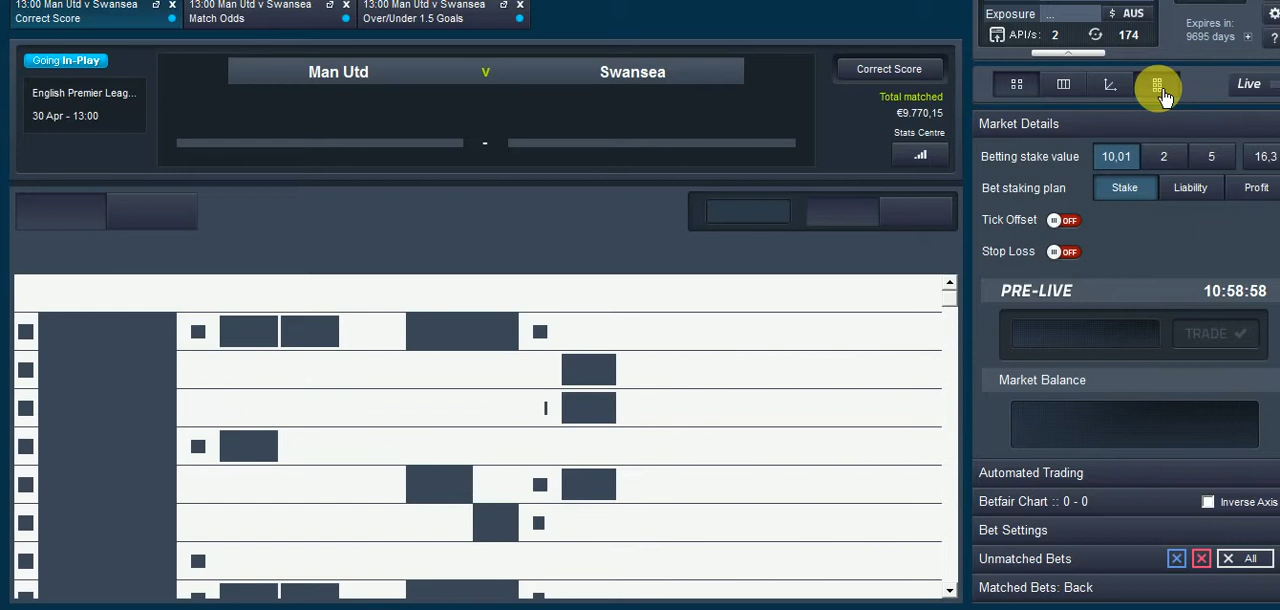 13:00 Man Utd v Swansea
Correct Score
13:00 Man Utd v Swansea
Match Odds
13:00 Man Utd v Swansea
Over/Under 1.5 Goals
Exposure ... $ AUS
API/s: 2 174
Expires in:
9695 days
Going In-Play
English Premier Leag...
30 Apr - 13:00
Man Utd v Swansea
-
Correct Score
Total matched
€9.770,15
Stats Centre
Live
Market Details
Betting stake value 10,01 2 5 16,3
Bet staking plan Stake Liability Profit
Tick Offset OFF
Stop Loss OFF
PRE-LIVE 10:58:58
TRADE
Market Balance
Automated Trading
Betfair Chart :: 0 - 0 Inverse Axis
Bet Settings
Unmatched Bets All
Matched Bets: Back